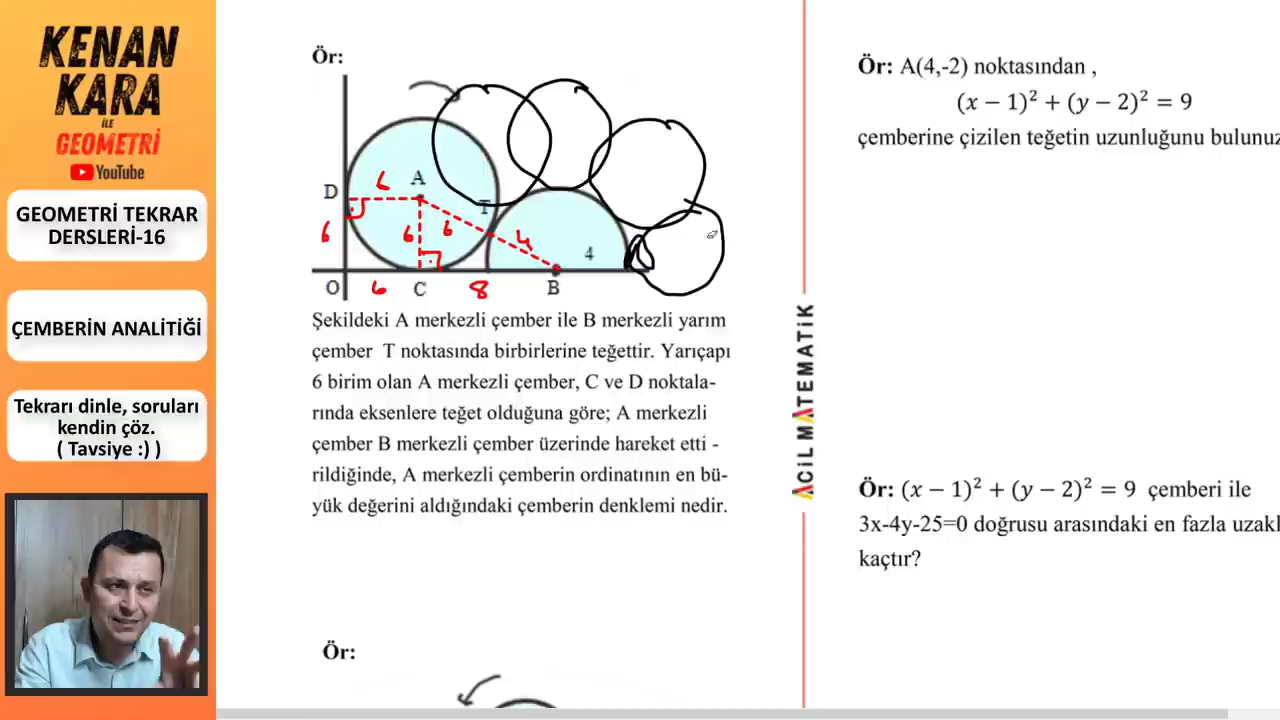 KENAN
KARA
İLE
GEOMETRİ
YouTube
GEOMETRİ TEKRAR
DERSLERİ-16
ÇEMBERİN ANALİTİĞİ
Tekrarı dinle, soruları
kendin çöz.
( Tavsiye :) )
Ör:
D
6
A
T
6
6
6
4
4
O
6
C
8
B
Şekildeki A merkezli çember ile B merkezli yarım
çember T noktasında birbirlerine teğettir. Yarıçapı
6 birim olan A merkezli çember, C ve D noktala-
rında eksenlere teğet olduğuna göre; A merkezli
çember B merkezli çember üzerinde hareket etti -
rildiğinde, A merkezli çemberin ordinatının en bü-
yük değerini aldığındaki çemberin denklemi nedir.
Ör:
ACİL MATEMATİK
Ör: A(4,-2) noktasından ,
(x − 1)² + (y − 2)² = 9
çemberine çizilen teğetin uzunluğunu bulunuz
Ör: (x − 1)² + (y − 2)² = 9 çemberi ile
3x-4y-25=0 doğrusu arasındaki en fazla uzakl
kaçtır?